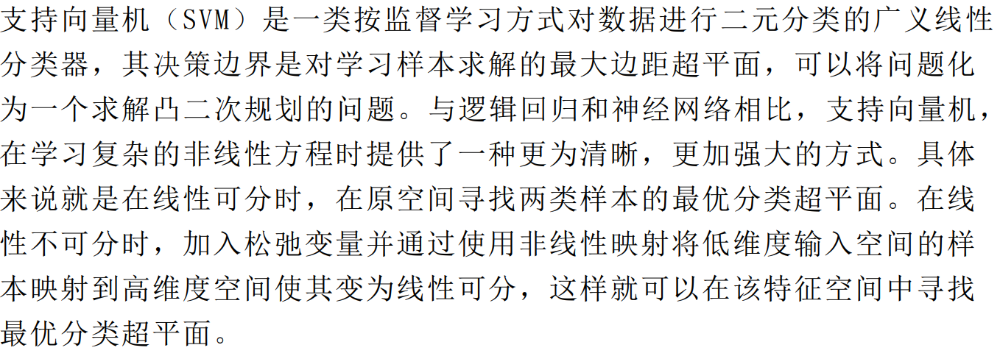 支持向量机（SVM）是一类按监督学习方式对数据进行二元分类的广义线性
分类器，其决策边界是对学习样本求解的最大边距超平面，可以将问题化
为一个求解凸二次规划的问题。与逻辑回归和神经网络相比，支持向量机，
在学习复杂的非线性方程时提供了一种更为清晰，更加强大的方式。具体
来说就是在线性可分时，在原空间寻找两类样本的最优分类超平面。在线
性不可分时，加入松弛变量并通过使用非线性映射将低维度输入空间的样
本映射到高维度空间使其变为线性可分，这样就可以在该特征空间中寻找
最优分类超平面。